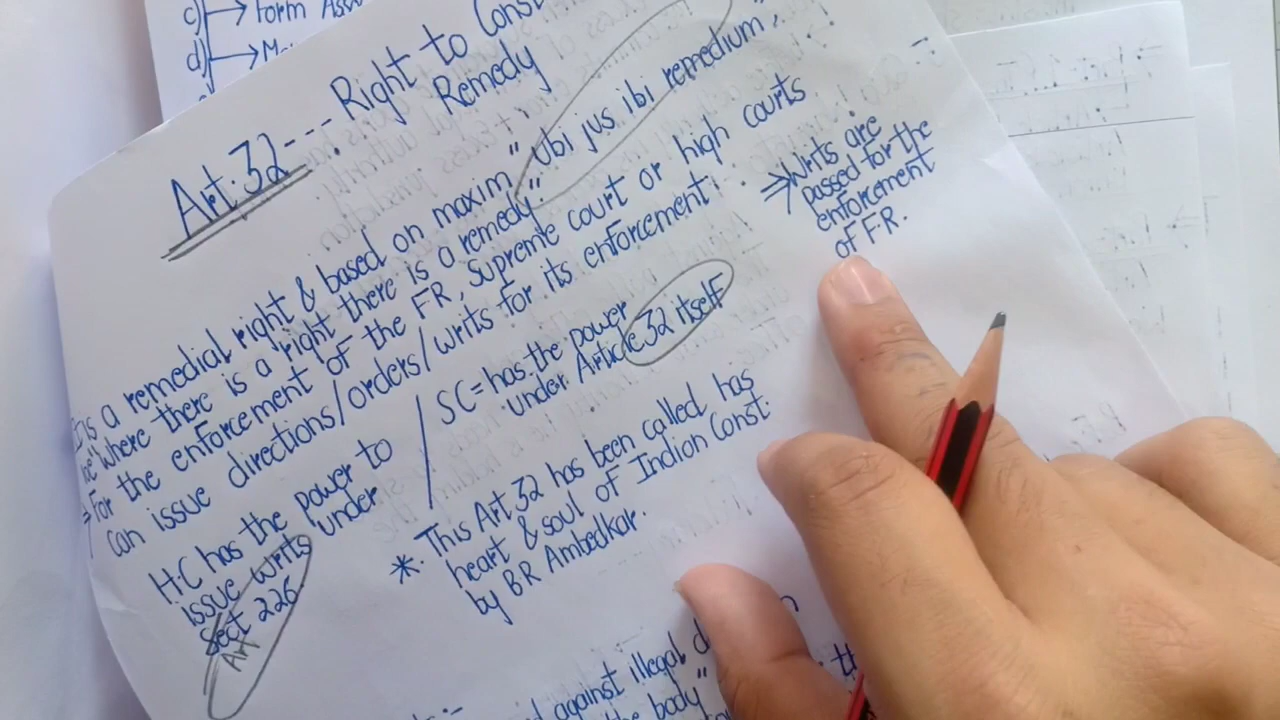 c) → Form Ass
d) →
Art. 32 --- Right to Const
Remedy
It is a remedial right & based on maxim "Ubi jus ibi remedium",
ie "where there is a "right there is a remedy".
⇒ For the enforcement of the FR, Supreme court or high courts
can issue directions/orders/writs for its enforcement.
⇒ Writs are
passed for the
enforcement
of F.R.
H.C has the power to
issue writs under
Sect 226
Art
SC = has the power
under Article 32 itself
*. This Art 32 has been called has
heart & soul of Indian Const.
by BR Ambedkar.
against illegal
the body"